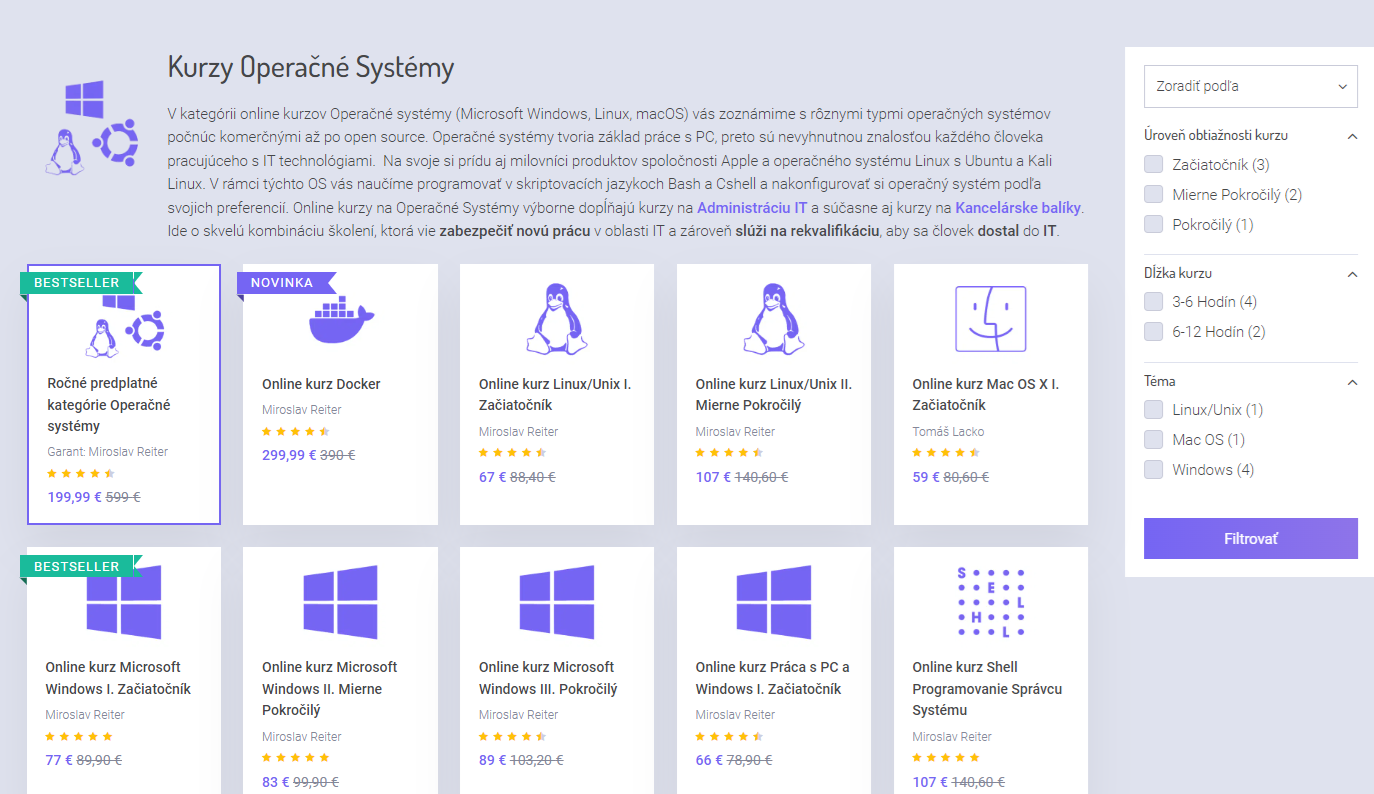 Kurzy Operačné Systémy
V kategórii online kurzov Operačné systémy (Microsoft Windows, Linux, macOS) vás zoznámime s rôznymi typmi operačných systémov
počnúc komerčnými až po open source. Operačné systémy tvoria základ práce s PC, preto sú nevyhnutnou znalosťou každého človeka
pracujúceho s IT technológiami.  Na svoje si prídu aj milovníci produktov spoločnosti Apple a operačného systému Linux s Ubuntu a Kali
Linux. V rámci týchto OS vás naučíme programovať v skriptovacích jazykoch Bash a Cshell a nakonfigurovať si operačný systém podľa
svojich preferencií. Online kurzy na Operačné Systémy výborne dopĺňajú kurzy na Administráciu IT a súčasne aj kurzy na Kancelárske balíky.
Ide o skvelú kombináciu školení, ktorá vie zabezpečiť novú prácu v oblasti IT a zároveň slúži na rekvalifikáciu, aby sa človek dostal do IT.
BESTSELLER
Ročné predplatné
kategórie Operačné
systémy
Garant: Miroslav Reiter
199,99 € 599 €
NOVINKA
Online kurz Docker
Miroslav Reiter
299,99 € 390 €
Online kurz Linux/Unix I.
Začiatočník
Miroslav Reiter
67 € 88,40 €
Online kurz Linux/Unix II.
Mierne Pokročilý
Miroslav Reiter
107 € 140,60 €
Online kurz Mac OS X I.
Začiatočník
Tomáš Lacko
59 € 80,60 €
BESTSELLER
Online kurz Microsoft
Windows I. Začiatočník
Miroslav Reiter
77 € 89,90 €
Online kurz Microsoft
Windows II. Mierne
Pokročilý
Miroslav Reiter
83 € 99,90 €
Online kurz Microsoft
Windows III. Pokročilý
Miroslav Reiter
89 € 103,20 €
Online kurz Práca s PC a
Windows I. Začiatočník
Miroslav Reiter
66 € 78,90 €
S
E
L
H
L
Online kurz Shell
Programovanie Správcu
Systému
Miroslav Reiter
107 € 140,60 €
Zoradiť podľa
Úroveň obtiažnosti kurzu
Začiatočník (3)
Mierne Pokročilý (2)
Pokročilý (1)
Dĺžka kurzu
3-6 Hodín (4)
6-12 Hodín (2)
Téma
Linux/Unix (1)
Mac OS (1)
Windows (4)
Filtrovať